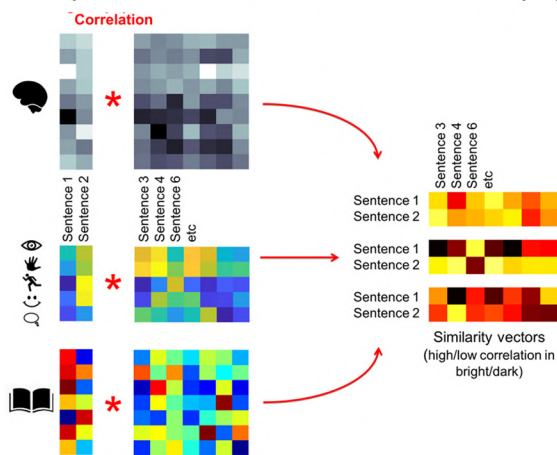 Correlation
*
Sentence 1
Sentence 2
Sentence 3
Sentence 4
Sentence 6
etc
*
*
Sentence 3
Sentence 4
Sentence 6
etc
Sentence 1
Sentence 2
Sentence 1
Sentence 2
Sentence 1
Sentence 2
Similarity vectors
(high/low correlation in
bright/dark)